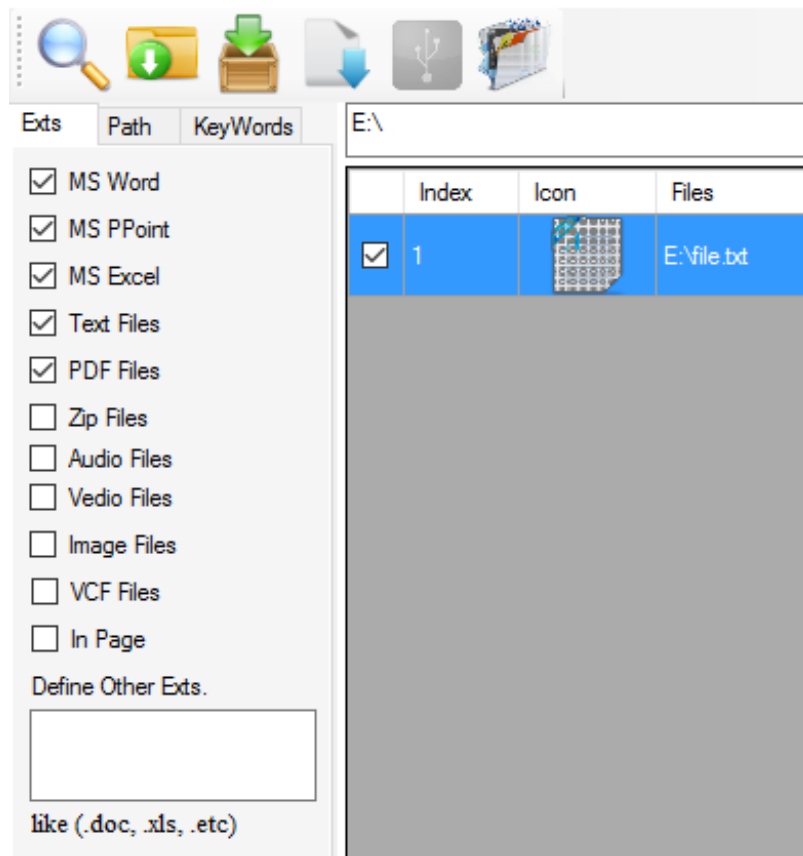 Exts Path KeyWords
E:\
MS Word
MS PPoint
MS Excel
Text Files
PDF Files
Zip Files
Audio Files
Vedio Files
Image Files
VCF Files
In Page
Define Other Exts.
like (.doc, .xls, .etc)
Index Icon Files
1 E:\file.txt